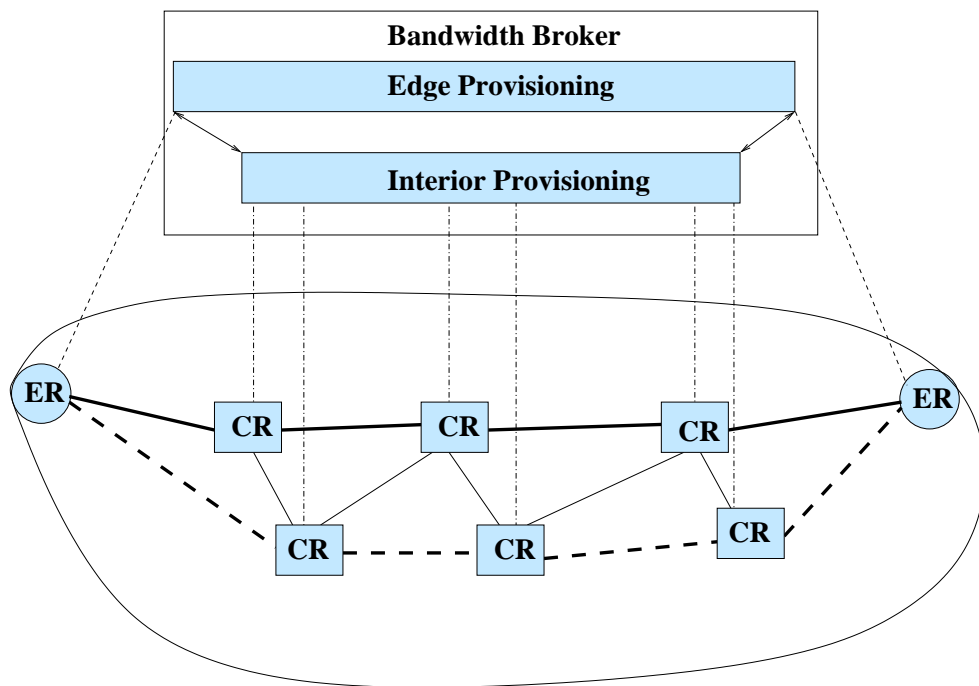 Bandwidth Broker
Edge Provisioning
Interior Provisioning
ER
ER
CR
CR
CR
CR
CR
CR